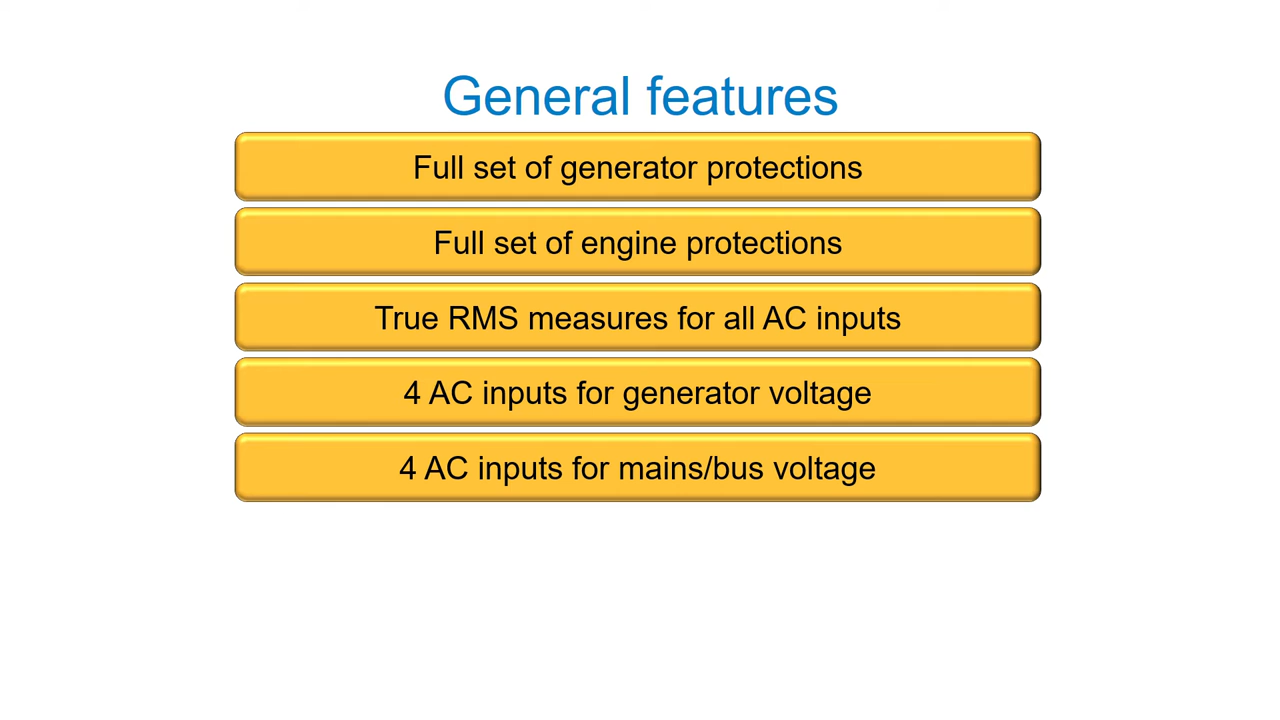 General features
Full set of generator protections
Full set of engine protections
True RMS measures for all AC inputs
4 AC inputs for generator voltage
4 AC inputs for mains/bus voltage